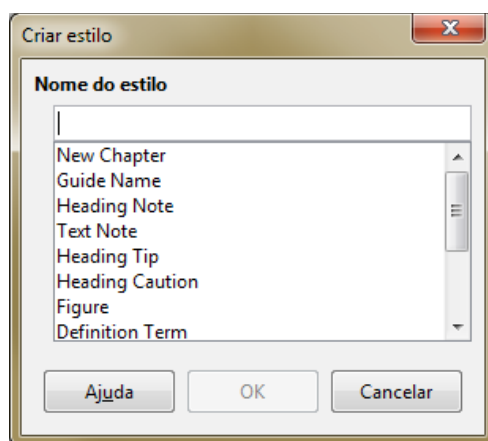 Criar estilo
Nome do estilo
New Chapter
Guide Name
Heading Note
Text Note
Heading Tip
Heading Caution
Figure
Definition Term
Ajuda
OK
Cancelar